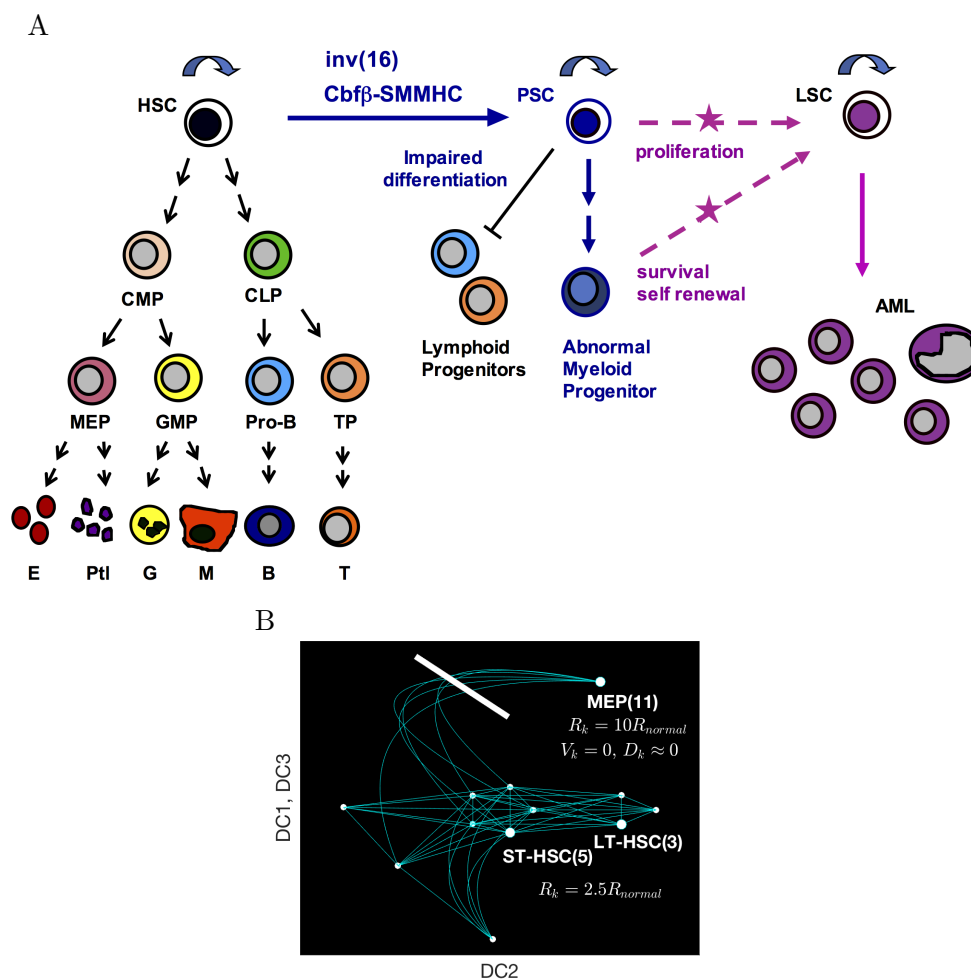 A
inv(16)
Cbfβ-SMMHC
HSC
PSC
LSC
Impaired
differentiation
proliferation
CMP
CLP
survival
self renewal
Lymphoid
Progenitors
Abnormal
Myeloid
Progenitor
AML
MEP
GMP
Pro-B
TP
E
Ptl
G
M
B
T
B
MEP(11)
R_k = 10R_normal
V_k = 0, D_k ≈ 0
LT-HSC(3)
ST-HSC(5)
R_k = 2.5R_normal
DC1, DC3
DC2